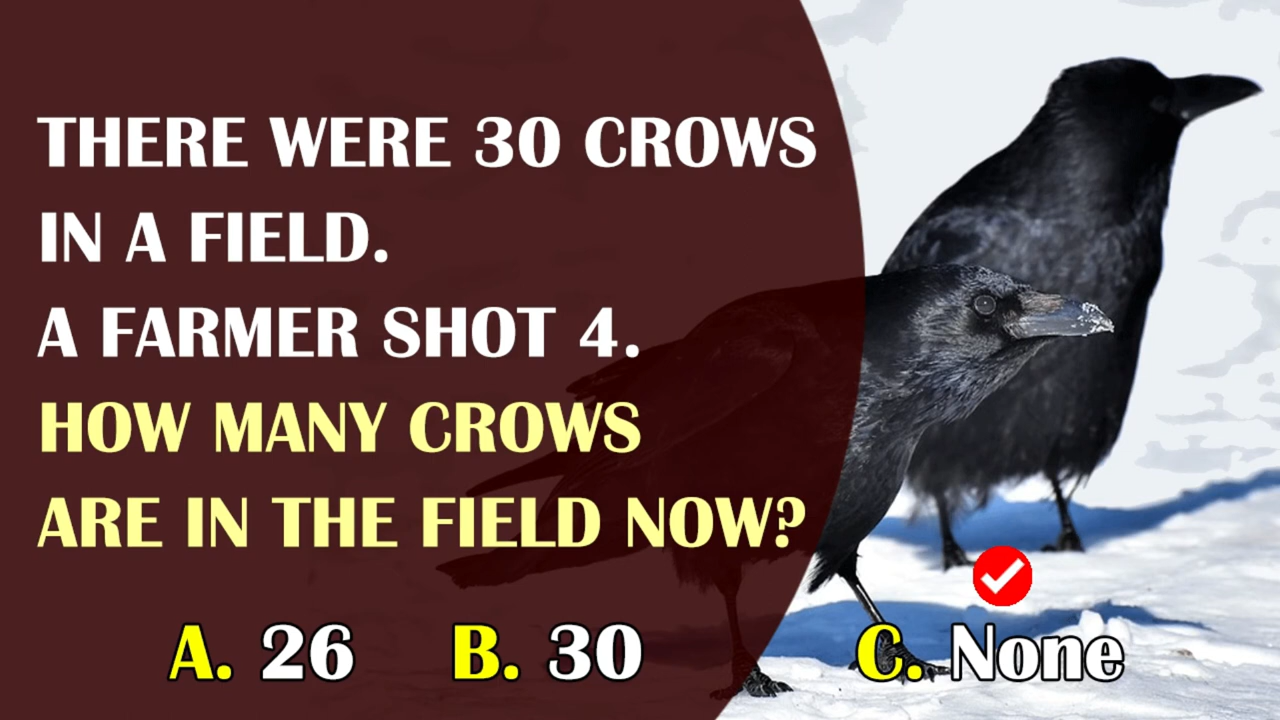 THERE WERE 30 CROWS
IN A FIELD.
A FARMER SHOT 4.
HOW MANY CROWS
ARE IN THE FIELD NOW?
A. 26 B. 30 C. None